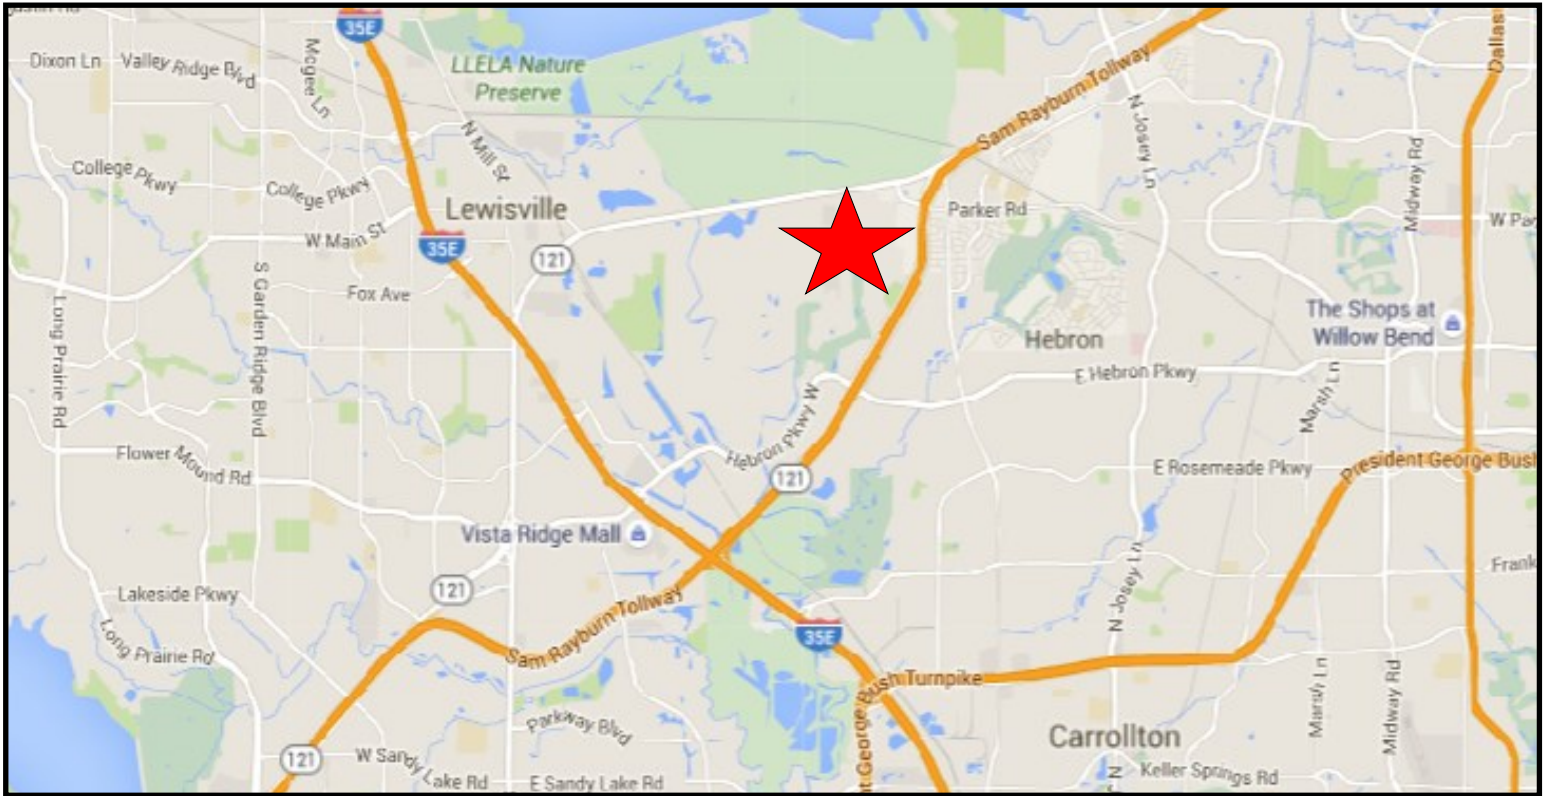 35E
Dixon Ln
Valley Ridge Blvd
Mcgee Ln
LLELA Nature
Preserve
Sam Rayburn Tollway
Dallas
N Mill St
N Josey Ln
Midway Rd
College Pkwy
College Pkwy
Lewisville
Parker Rd
W Main St
35E
121
W Par
Fox Ave
Long Prairie Rd
S Garden Ridge Blvd
The Shops at
Willow Bend
Hebron
E Hebron Pkwy
Marsh Ln
Hebron Pkwy W
Flower Mound Rd
121
E Rosemeade Pkwy
President George Bush
Vista Ridge Mall
121
Lakeside Pkwy
Frank
N Josey Ln
Sam Rayburn Tollway
Long Prairie Rd
35E
Bush Turnpike
t George
Marsh Ln
Midway Rd
Parkway Blvd
Carrollton
121
W Sandy Lake Rd
E Sandy Lake Rd
N
Keller Springs Rd